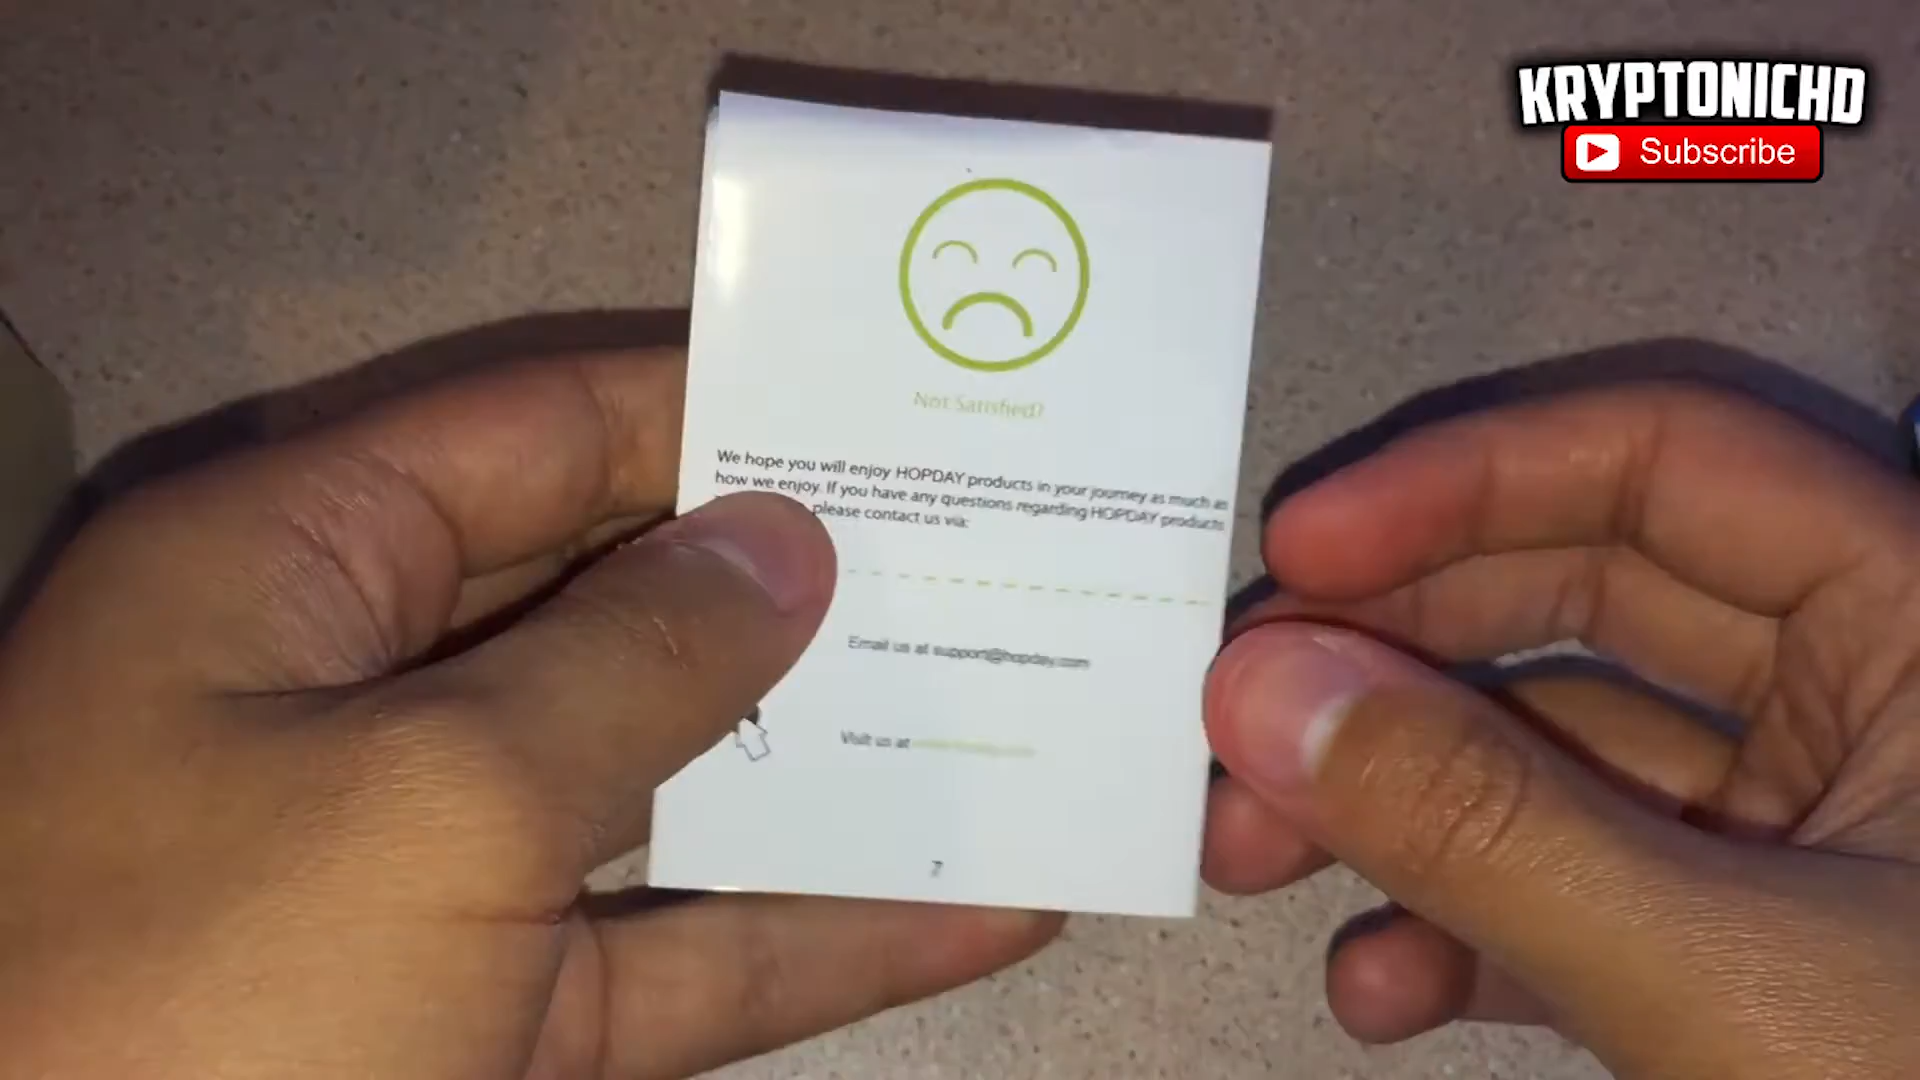 KRYPTONICHD
Subscribe
Not Satisfied?
We hope you will enjoy HOPDAY products in your journey as much as
how we enjoy. If you have any questions regarding HOPDAY products
please contact us via:
Email us at support@hopday.com
Visit us at
7